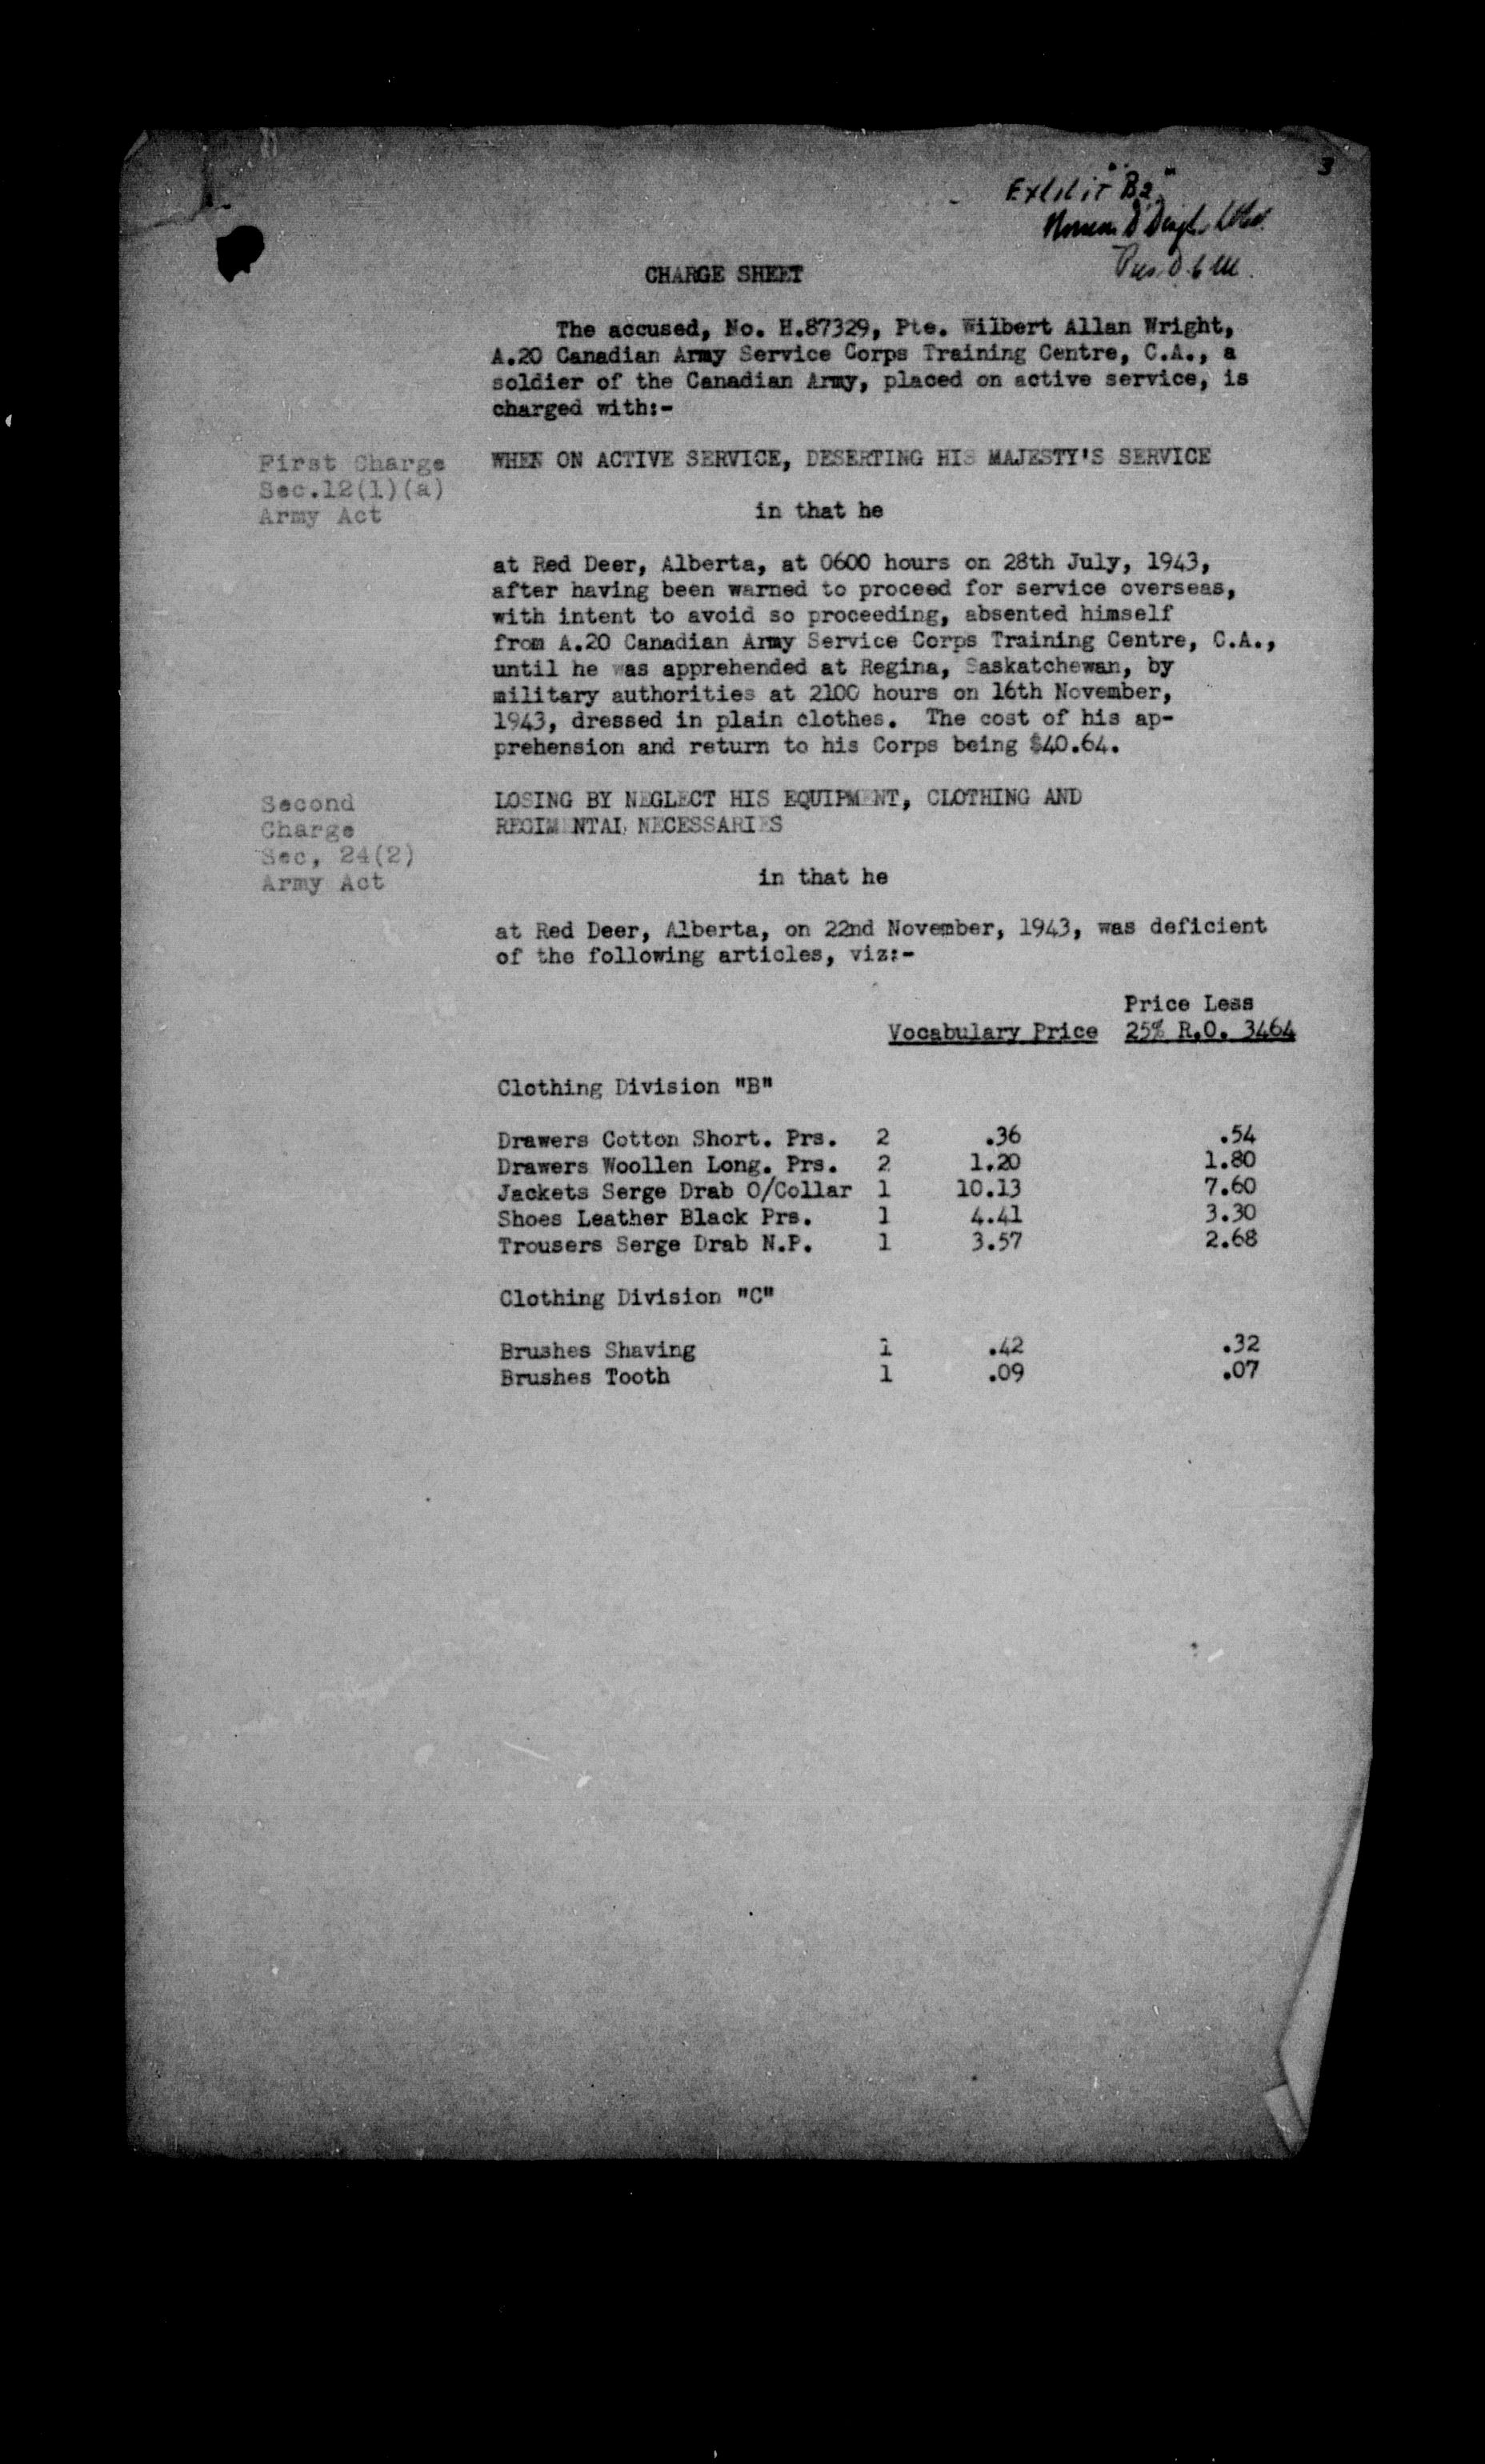 3
Exhibit "B2"
CHARGE SHEET
The accused, No. H.87329, Pte. Wilbert Allan Wright,
A.20 Canadian Army Service Corps Training Centre, C.A., a
soldier of the Canadian Army, placed on active service, is
charged with:-
First Charge
Sec.12(1)(a)
Army Act
WHEN ON ACTIVE SERVICE, DESERTING HIS MAJESTY'S SERVICE
in that he
at Red Deer, Alberta, at 0600 hours on 28th July, 1943,
after having been warned to proceed for service overseas,
with intent to avoid so proceeding, absented himself
from A.20 Canadian Army Service Corps Training Centre, C.A.,
until he was apprehended at Regina, Saskatchewan, by
military authorities at 2100 hours on 16th November,
1943, dressed in plain clothes. The cost of his ap-
prehension and return to his Corps being $40.64.
Second
Charge
Sec, 24(2)
Army Act
LOSING BY NEGLECT HIS EQUIPMENT, CLOTHING AND
REGIMENTAL NECESSARIES
in that he
at Red Deer, Alberta, on 22nd November, 1943, was deficient
of the following articles, viz:-
Price Less
Vocabulary Price 25% R.O. 3464
Clothing Division "B"
Drawers Cotton Short. Prs. 2 .36 .54
Drawers Woollen Long. Prs. 2 1.20 1.80
Jackets Serge Drab O/Collar 1 10.13 7.60
Shoes Leather Black Prs. 1 4.41 3.30
Trousers Serge Drab N.P. 1 3.57 2.68
Clothing Division "C"
Brushes Shaving 1 .42 .32
Brushes Tooth 1 .09 .07